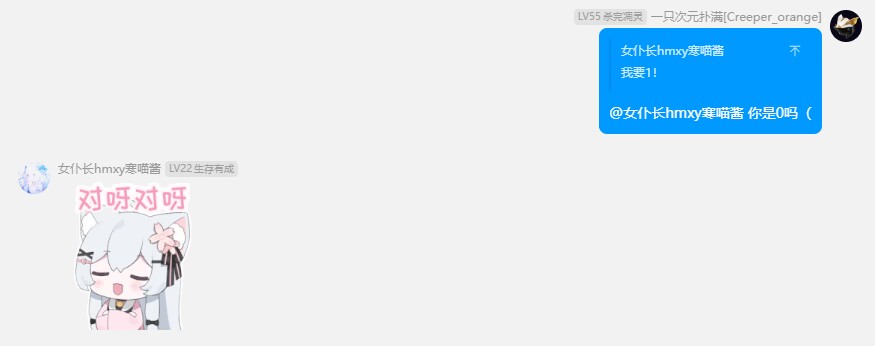 LV55 杀完凋灵 一只次元扑满[Creeper_orange]
女仆长hmxy寒喵酱
我要1！
@女仆长hmxy寒喵酱 你是0吗（
女仆长hmxy寒喵酱 LV22 生存有成
对呀对呀